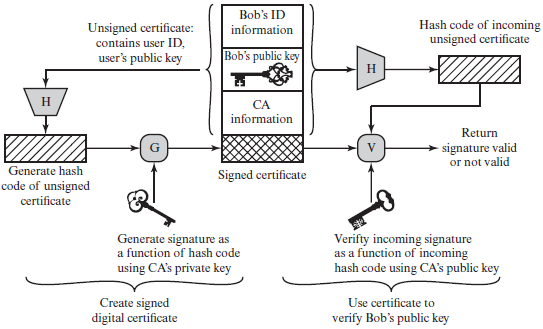 Unsigned certificate:
contains user ID,
user's public key
Bob's ID
information
Bob's public key
CA
information
Hash code of incoming
unsigned certificate
H
H
G
V
Return
signature valid
or not valid
Generate hash
code of unsigned
certificate
Signed certificate
Generate signature as
a function of hash code
using CA's private key
Verifty incoming signature
as a function of incoming
hash code using CA's public key
Create signed
digital certificate
Use certificate to
verify Bob's public key